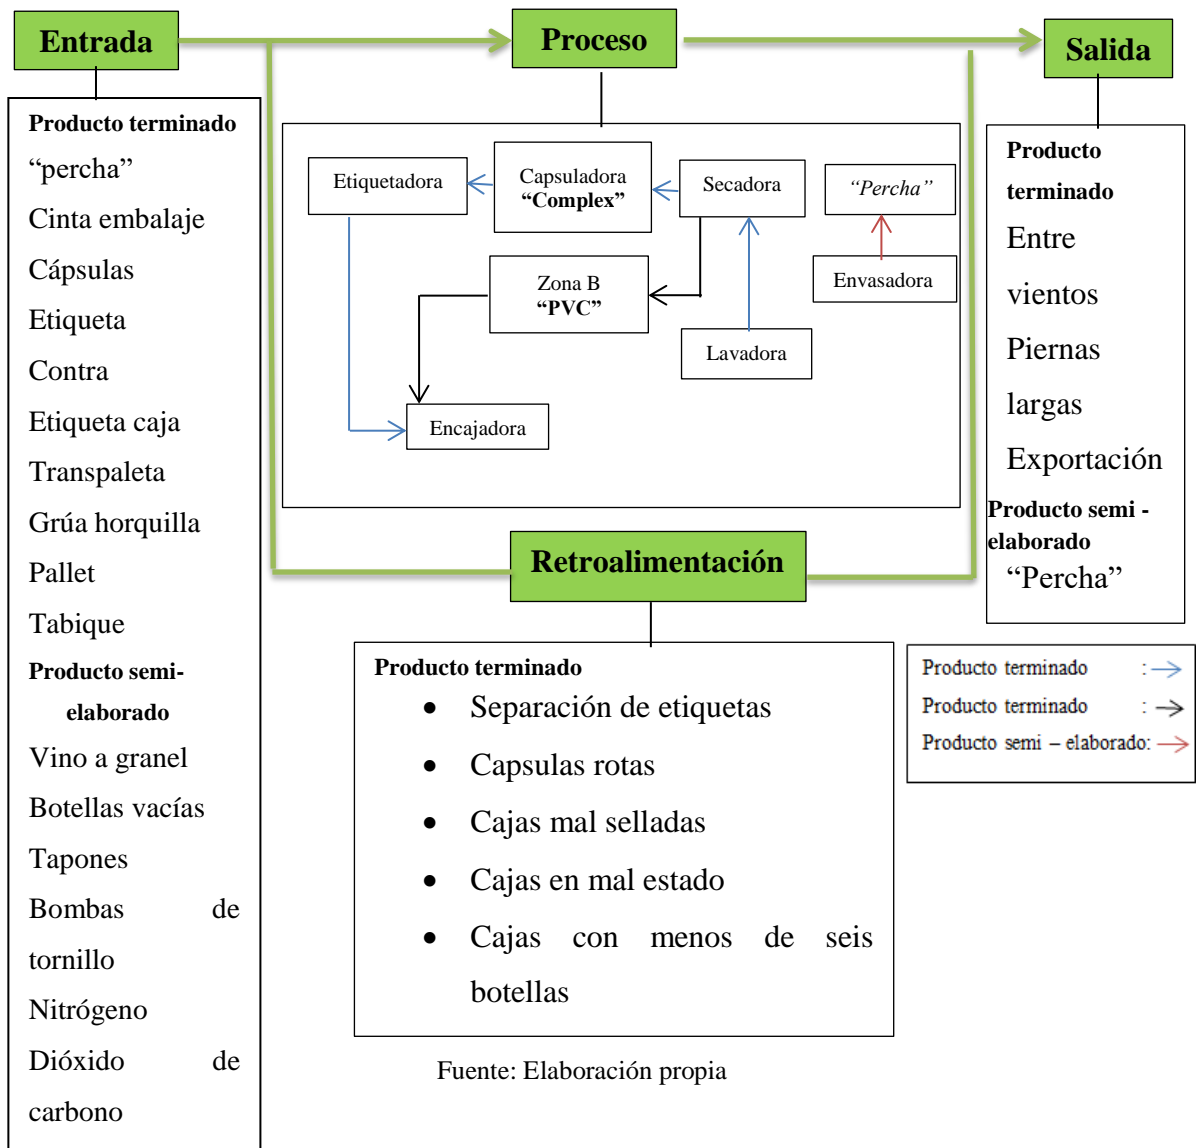 Entrada
Proceso
Salida
Producto terminado
“percha”
Cinta embalaje
Cápsulas
Etiqueta
Contra
Etiqueta caja
Transpaleta
Grúa horquilla
Pallet
Tabique
Producto semi-
elaborado
Vino a granel
Botellas vacías
Tapones
Bombas de
tornillo
Nitrógeno
Dióxido de
carbono
Etiquetadora
Capsuladora
“Complex”
Secadora
“Percha”
Zona B
“PVC”
Envasadora
Lavadora
Encajadora
Producto
terminado
Entre
vientos
Piernas
largas
Exportación
Producto semi -
elaborado
“Percha”
Retroalimentación
Producto terminado
• Separación de etiquetas
• Capsulas rotas
• Cajas mal selladas
• Cajas en mal estado
• Cajas con menos de seis
botellas
Producto terminado :
Producto terminado :
Producto semi – elaborado:
Fuente: Elaboración propia